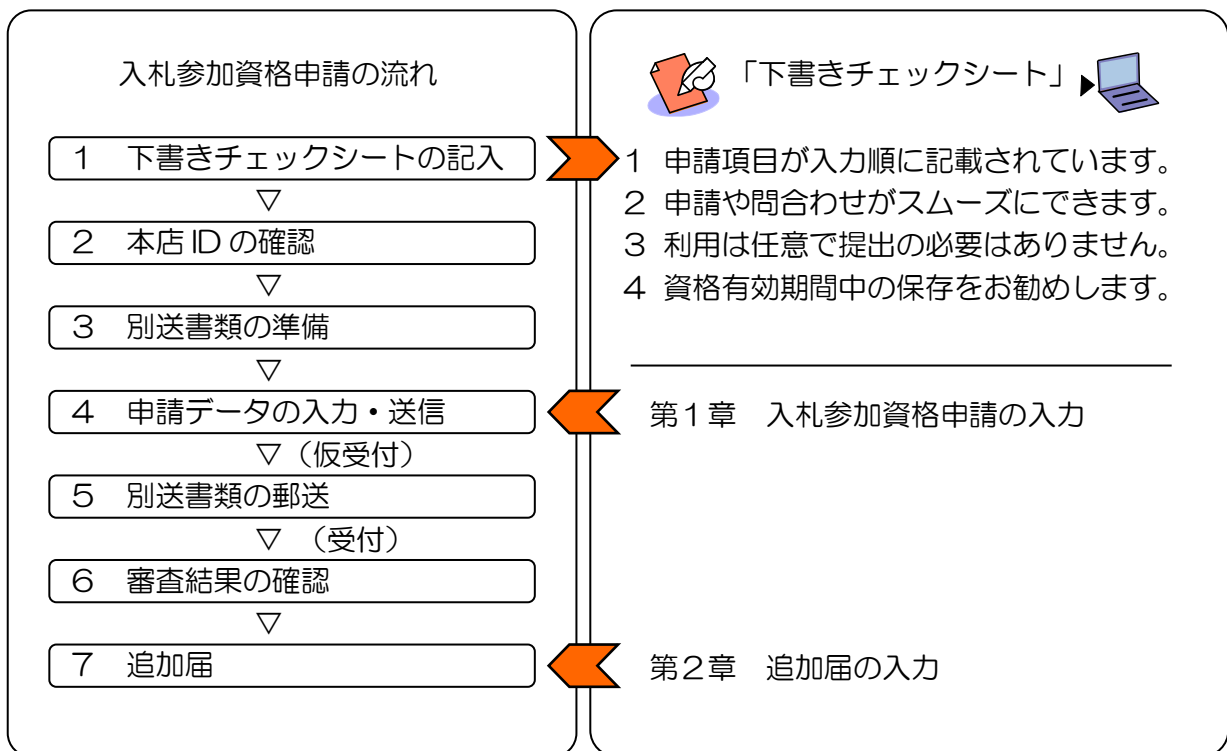 入札参加資格申請の流れ
１　下書きチェックシートの記入
▽
２　本店IDの確認
▽
３　別送書類の準備
▽
４　申請データの入力・送信
▽（仮受付）
５　別送書類の郵送
▽　（受付）
６　審査結果の確認
▽
７　追加届
「下書きチェックシート」
１　申請項目が入力順に記載されています。
２　申請や問合わせがスムーズにできます。
３　利用は任意で提出の必要はありません。
４　資格有効期間中の保存をお勧めします。
第１章　入札参加資格申請の入力
第２章　追加届の入力